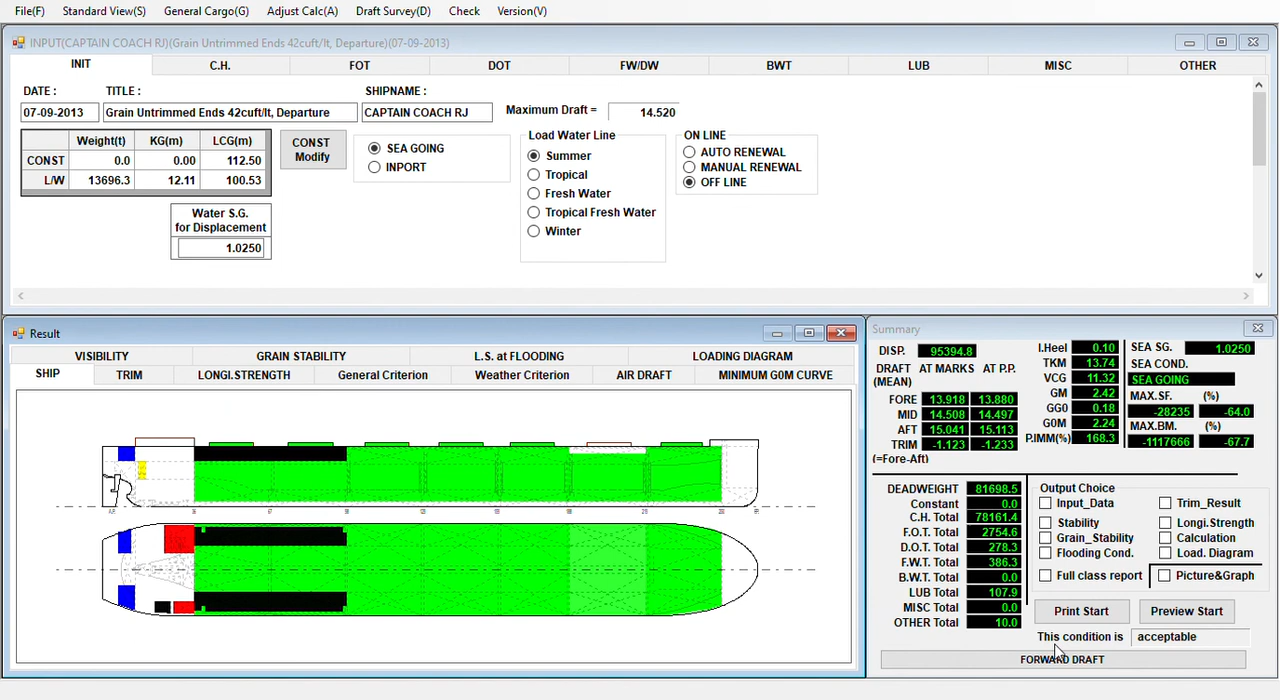 File(F) Standard View(S) General Cargo(G) Adjust Calc(A) Draft Survey(D) Check Version(V)
INPUT(CAPTAIN COACH RJ)(Grain Untrimmed Ends 42cuft/lt, Departure)(07-09-2013)
INIT C.H. FOT DOT FW/DW BWT LUB MISC OTHER
DATE : TITLE : SHIPNAME :
07-09-2013 Grain Untrimmed Ends 42cuft/lt, Departure CAPTAIN COACH RJ Maximum Draft = 14.520
Weight(t) KG(m) LCG(m)
CONST 0.0 0.00 112.50
L/W 13696.3 12.11 100.53
CONST
Modify
SEA GOING
INPORT
Load Water Line
Summer
Tropical
Fresh Water
Tropical Fresh Water
Winter
ON LINE
AUTO RENEWAL
MANUAL RENEWAL
OFF LINE
Water S.G.
for Displacement
1.0250
Result
VISIBILITY GRAIN STABILITY L.S. at FLOODING LOADING DIAGRAM
SHIP TRIM LONGI.STRENGTH General Criterion Weather Criterion AIR DRAFT MINIMUM G0M CURVE
Summary
DISP. 95394.8
DRAFT AT MARKS AT P.P.
(MEAN)
FORE 13.918 13.880
MID 14.508 14.497
AFT 15.041 15.113
TRIM -1.123 -1.233
(=Fore-Aft)
I.Heel 0.10
TKM 13.74
VCG 11.32
GM 2.42
GG0 0.18
G0M 2.24
P.IMM(%) 168.3
SEA SG. 1.0250
SEA COND.
SEA GOING
MAX.SF. (%)
-28235 -64.0
MAX.BM. (%)
-1117666 -67.7
DEADWEIGHT 81698.5
Constant 0.0
C.H. Total 78161.4
F.O.T. Total 2754.6
D.O.T. Total 278.3
F.W.T. Total 386.3
B.W.T. Total 0.0
LUB Total 107.9
MISC Total 0.0
OTHER Total 10.0
Output Choice
Input_Data Trim_Result
Stability Longi.Strength
Grain_Stability Calculation
Flooding Cond. Load. Diagram
Full class report Picture&Graph
Print Start Preview Start
This condition is acceptable
FORWARD DRAFT